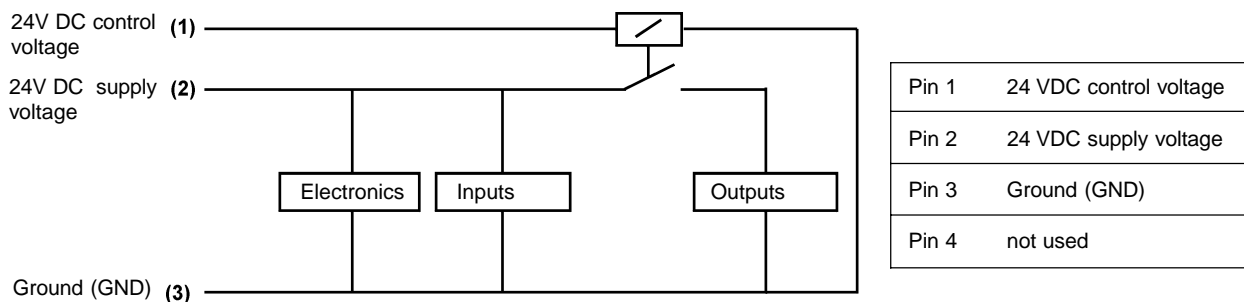 24V DC control
voltage
(1)
24V DC supply
voltage
(2)
Electronics
Inputs
Outputs
Ground (GND) (3)
Pin 1 24 VDC control voltage
Pin 2 24 VDC supply voltage
Pin 3 Ground (GND)
Pin 4 not used